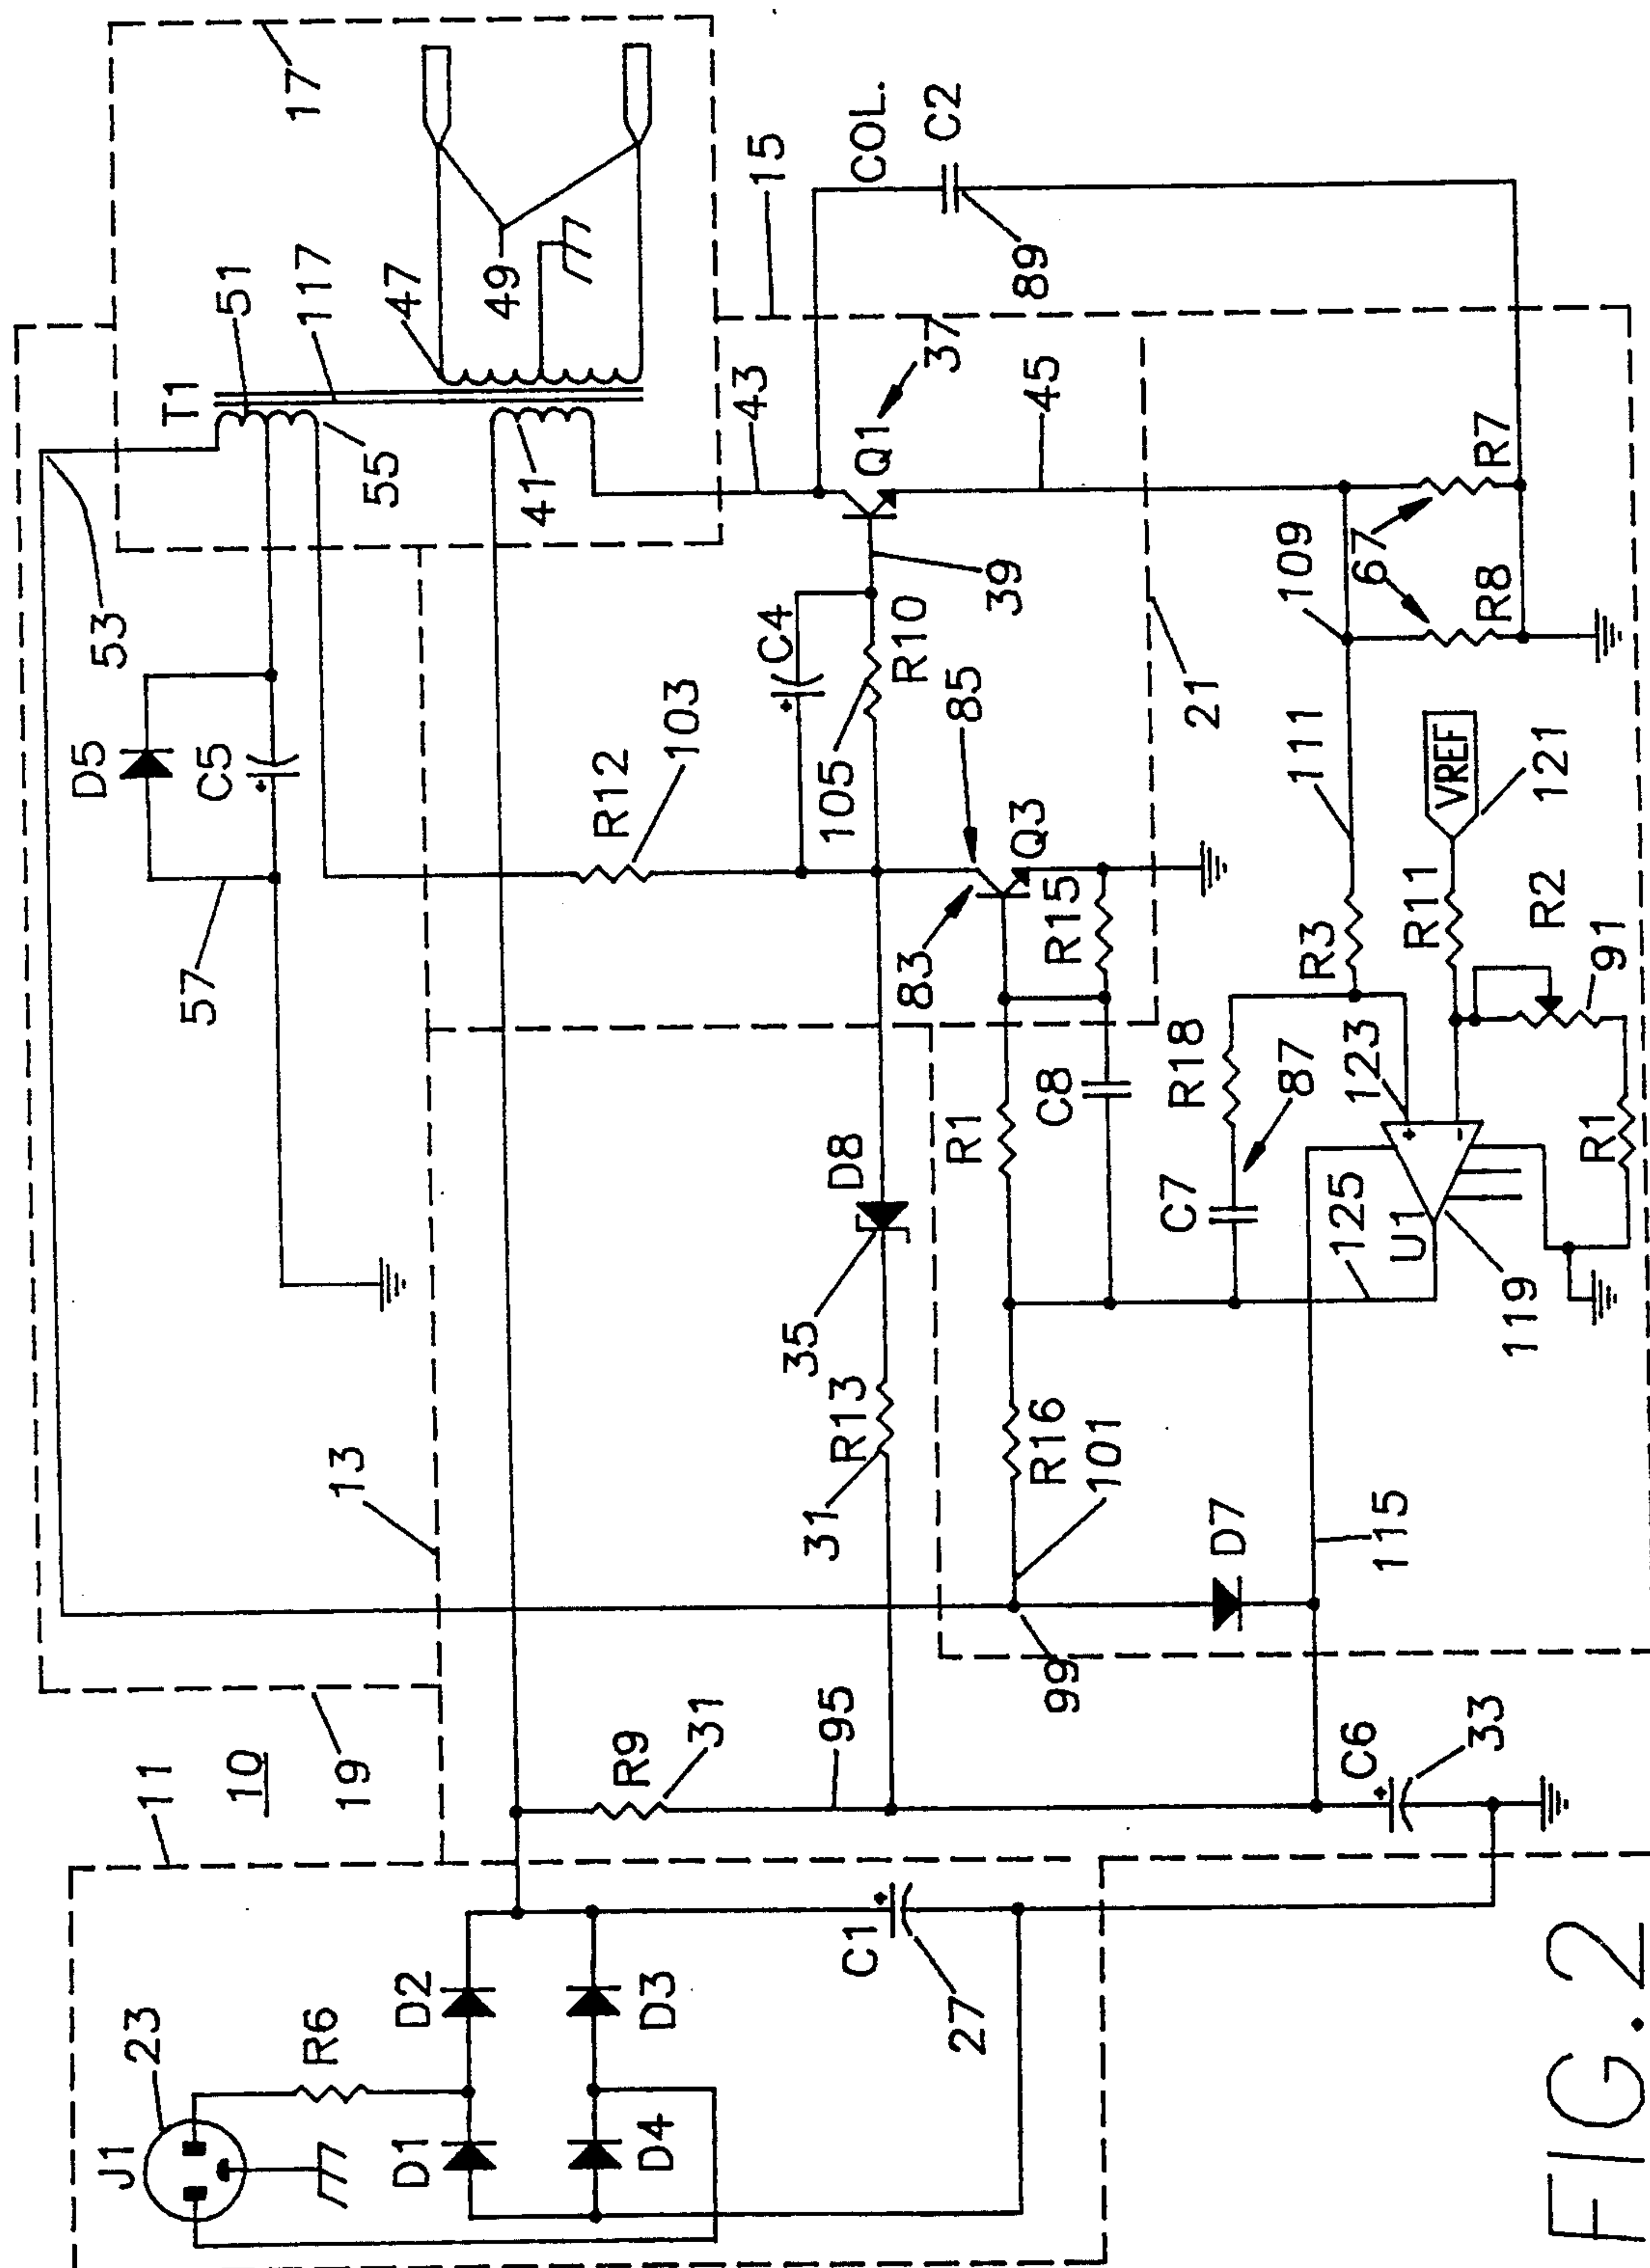 J1
23
R6
D1
D2
D4
D3
C1
27
11
10
19
13
R9
31
95
C6
33
99
101
R16
D7
115
31
R13
35
D8
R1
C8
C7
R18
87
125
U1
119
123
R1
R3
R11
R2
91
VREF
121
111
109
67
R8
R7
57
D5
C5
53
R12
103
105
C4
R10
39
83
85
Q3
R15
21
Q1
37
43
45
T1
51
117
55
41
47
49
17
15
COL.
C2
89
+
+
+
+
+
-
FIG.2